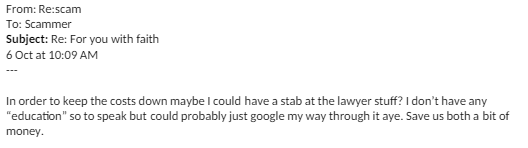 From: Re:scam
To: Scammer
Subject: Re: For you with faith
6 Oct at 10:09 AM
---
In order to keep the costs down maybe I could have a stab at the lawyer stuff? I don't have any
"education" so to speak but could probably just google my way through it aye. Save us both a bit of
money.